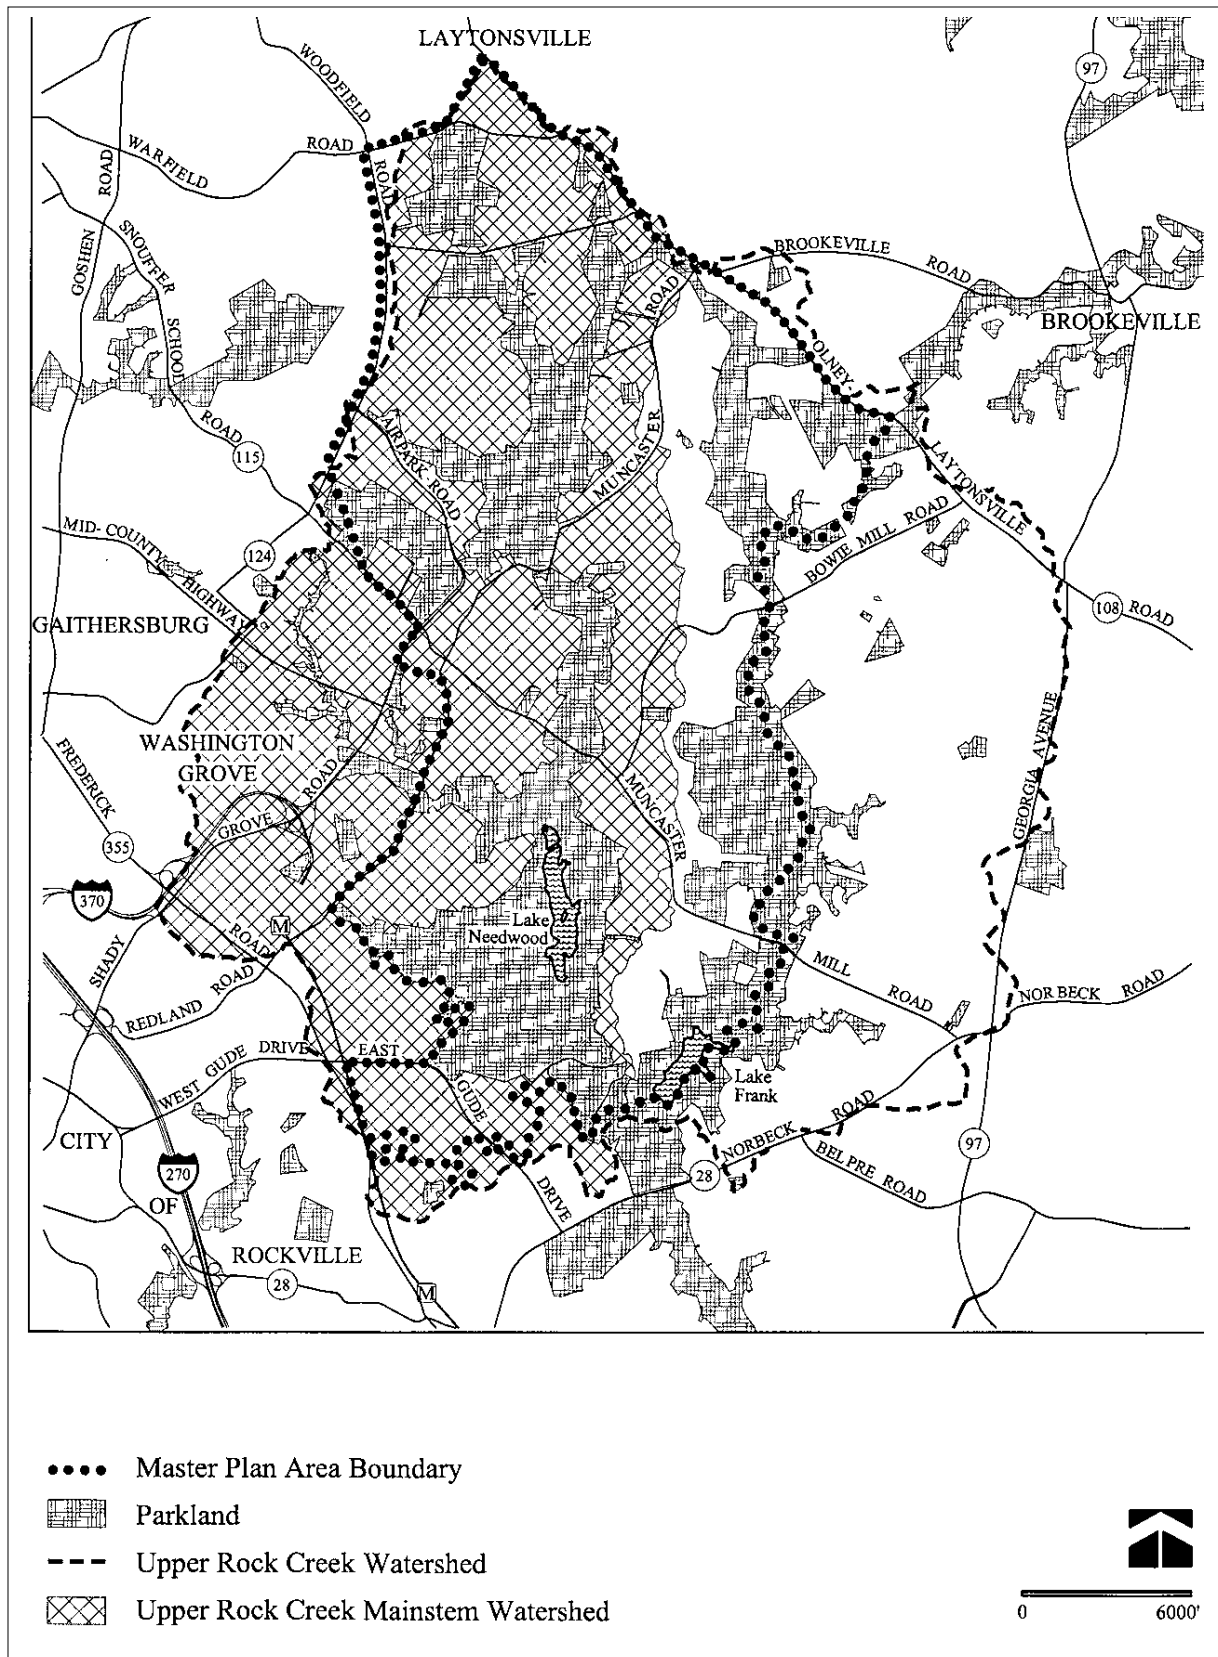 LAYTONSVILLE
97
WOODFIELD
ROAD
WARFIELD
ROAD
ROAD
GOSHEN
SNOUFFER
SCHOOL
ROAD
115
BROOKEVILLE
ROAD
BROOKEVILLE
ROAD
MUNCASTER
OLNEY-
LAYTONSVILLE
108
ROAD
AIRPARK ROAD
BOWIE MILL ROAD
MID-COUNTY HIGHWAY
124
GAITHERSBURG
WASHINGTON
GROVE
GROVE
ROAD
FREDERICK
355
ROAD
370
SHADY
REDLAND ROAD
M
MUNCASTER
MILL
ROAD
GEORGIA AVENUE
NORBECK ROAD
Lake
Needwood
WEST GUDE DRIVE
EAST
GUDE
DRIVE
Lake
Frank
NORBECK
ROAD
28
BEL PRE ROAD
97
CITY
270
OF
ROCKVILLE
28
M
Master Plan Area Boundary
Parkland
Upper Rock Creek Watershed
Upper Rock Creek Mainstem Watershed
0 6000'